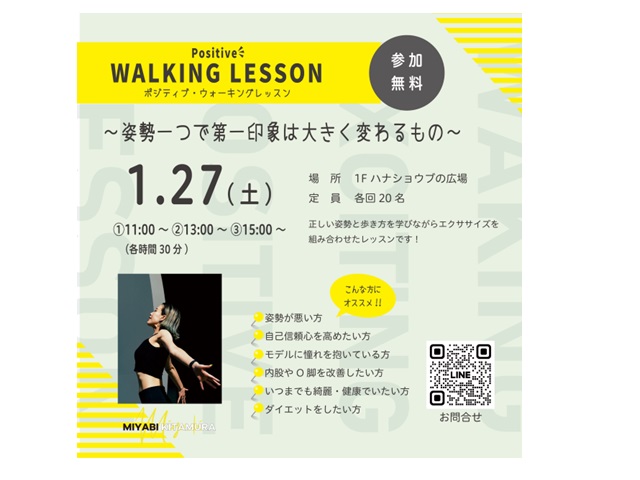 Positive
WALKING LESSON
ポジティブ・ウォーキングレッスン
参加
無料
～姿勢一つで第一印象は大きく変わるもの～
1.27(土)
①11:00～②13:00～③15:00～
(各時間30分)
場　所　1F ハナショウブの広場
定　員　各回20名
正しい姿勢と歩き方を学びながらエクササイズを
組み合わせたレッスンです！
こんな方に
オススメ!!
姿勢が悪い方
自己信頼心を高めたい方
モデルに憧れを抱いている方
内股やO脚を改善したい方
いつまでも綺麗・健康でいたい方
ダイエットをしたい方
MIYABI KITAMURA
LINE
お問合せ